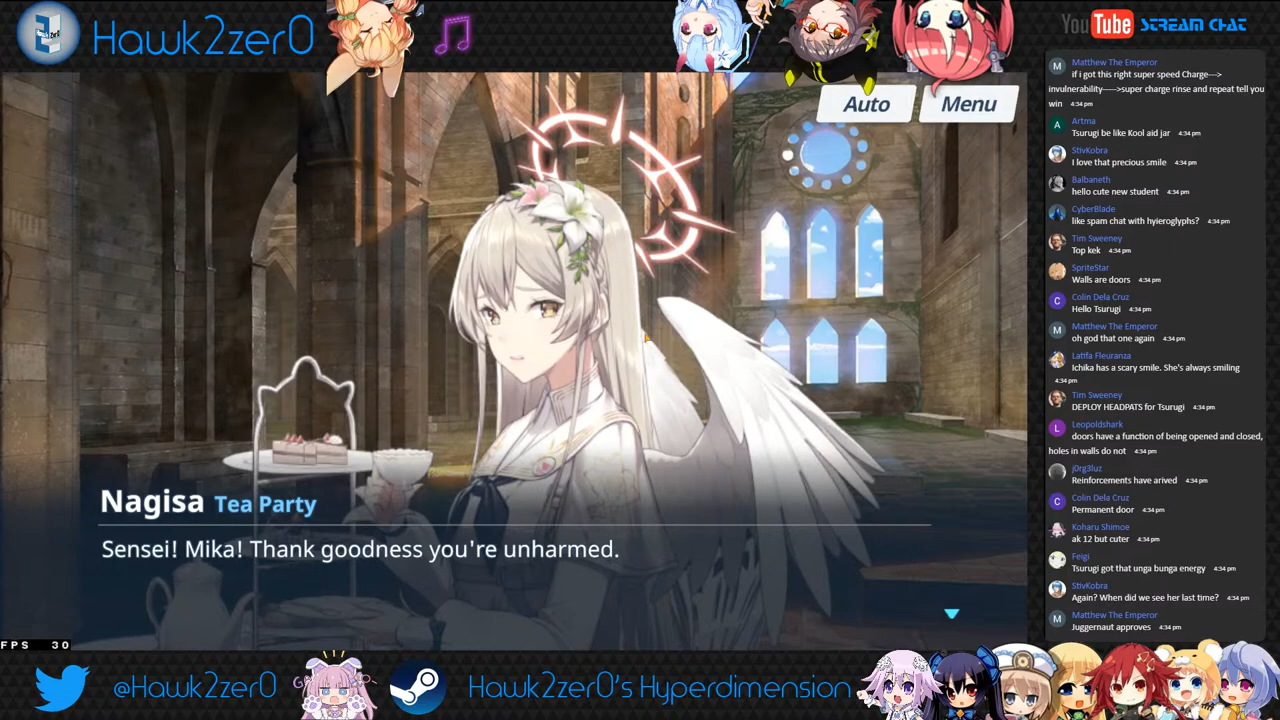 Hawk2zer0
YouTube STREAM CHAT
Auto
Menu
Nagisa Tea Party
Sensei! Mika! Thank goodness you're unharmed.
FPS 30
@Hawk2zer0
Hawk2zer0's Hyperdimension
M Matthew The Emperor
if i got this right super speed Charge--->
invulnerability----->super charge rinse and repeat tell you
win 4:34 pm
A Artma
Tsurugi be like Kool aid jar 4:34 pm
StivKobra
I love that precious smile 4:34 pm
Balbaneth
hello cute new student 4:34 pm
CyberBlade
like spam chat with hyieroglyphs? 4:34 pm
Tim Sweeney
Top kek 4:34 pm
SpriteStar
Walls are doors 4:34 pm
C Colin Dela Cruz
Hello Tsurugi 4:34 pm
M Matthew The Emperor
oh god that one again 4:34 pm
Latifa Fleuranza
Ichika has a scary smile. She's always smiling
4:34 pm
Tim Sweeney
DEPLOY HEADPATS for Tsurugi 4:34 pm
L Leopoldshark
doors have a function of being opened and closed,
holes in walls do not 4:34 pm
j0rg3luz
Reinforcements have arived 4:34 pm
C Colin Dela Cruz
Permanent door 4:34 pm
Koharu Shimoe
ak 12 but cuter 4:34 pm
Feigi
Tsurugi got that unga bunga energy 4:34 pm
StivKobra
Again? When did we see her last time? 4:34 pm
M Matthew The Emperor
Juggernaut approves 4:34 pm